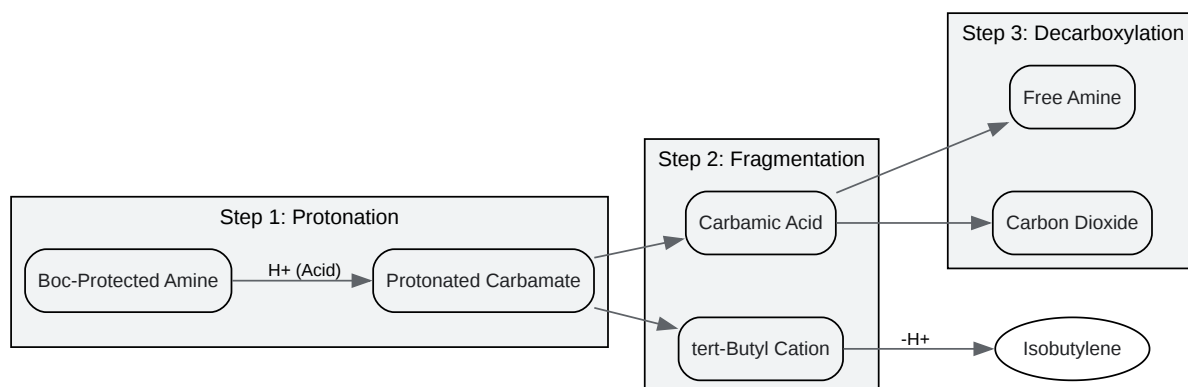 Step 3: Decarboxylation
Free Amine
Step 2: Fragmentation
Step 1: Protonation
Carbamic Acid
Carbon Dioxide
Boc-Protected Amine
H+ (Acid)
Protonated Carbamate
tert-Butyl Cation
-H+
Isobutylene